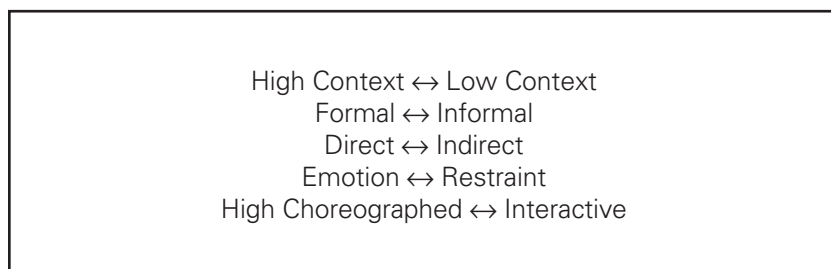 High Context ↔ Low Context
Formal ↔ Informal
Direct ↔ Indirect
Emotion ↔ Restraint
High Choreographed ↔ Interactive